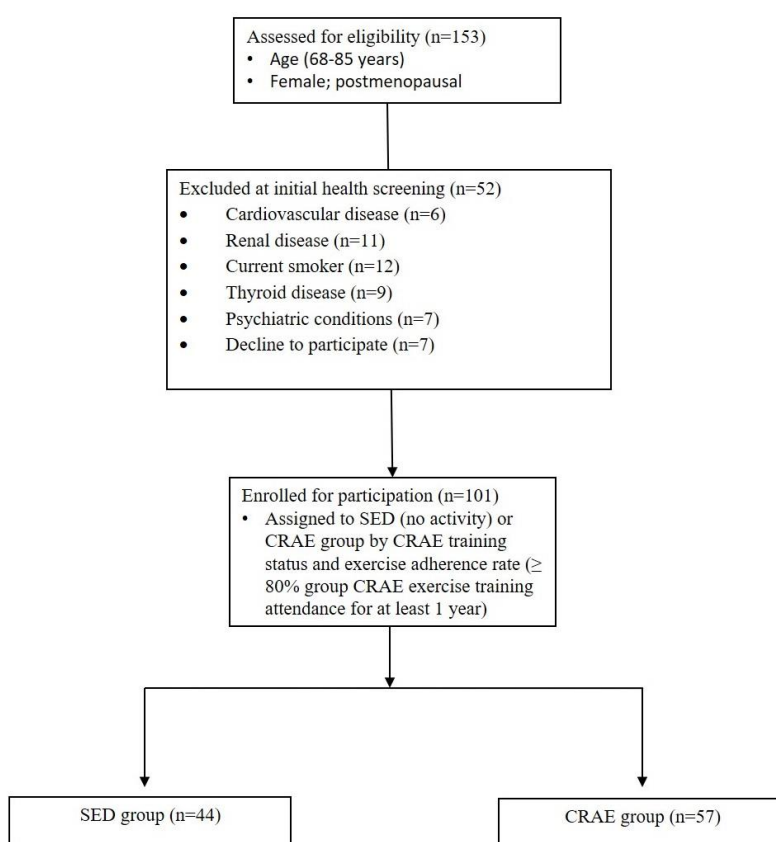 Assessed for eligibility (n=153)
• Age (68-85 years)
• Female; postmenopausal
Excluded at initial health screening (n=52)
• Cardiovascular disease (n=6)
• Renal disease (n=11)
• Current smoker (n=12)
• Thyroid disease (n=9)
• Psychiatric conditions (n=7)
• Decline to participate (n=7)
Enrolled for participation (n=101)
• Assigned to SED (no activity) or
CRAE group by CRAE training
status and exercise adherence rate (≥
80% group CRAE exercise training
attendance for at least 1 year)
SED group (n=44)
CRAE group (n=57)